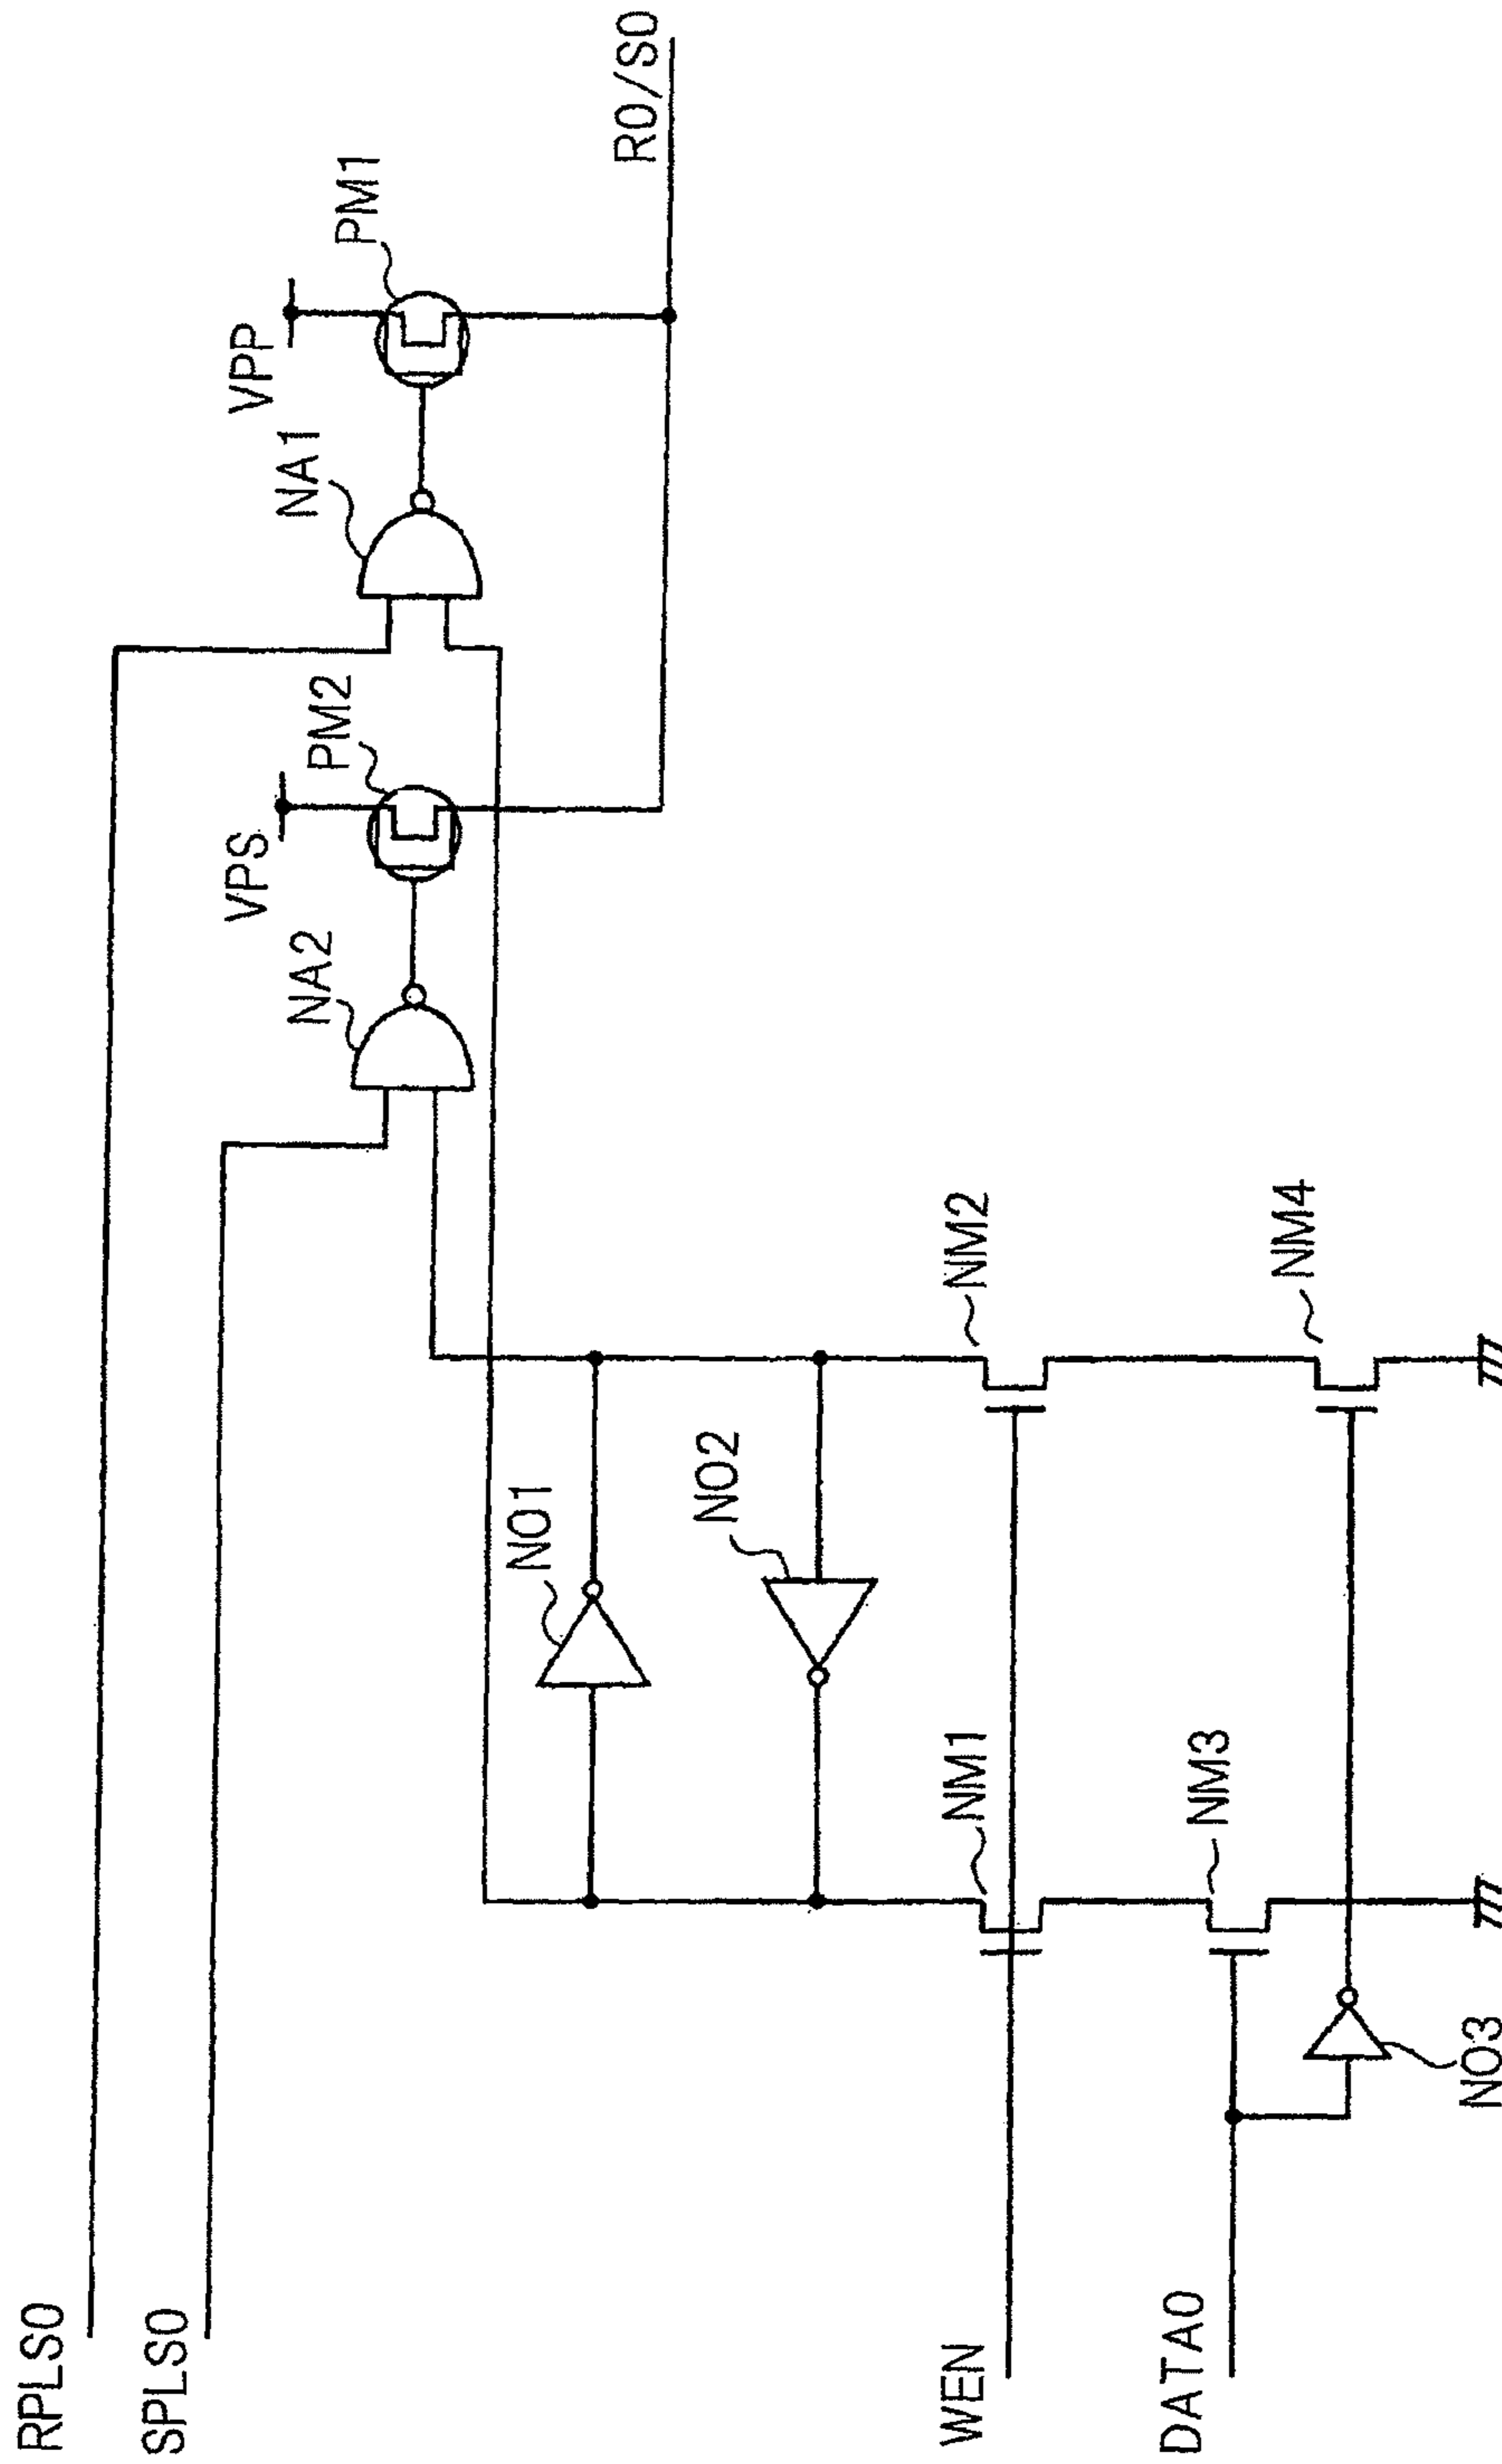 RPLS0
SPLS0
WEN
DATA0
NO3
NM1
NM3
NO1
NO2
NM2
NM4
NA2
VPS
PM2
NA1
VPP
PM1
R0/S0